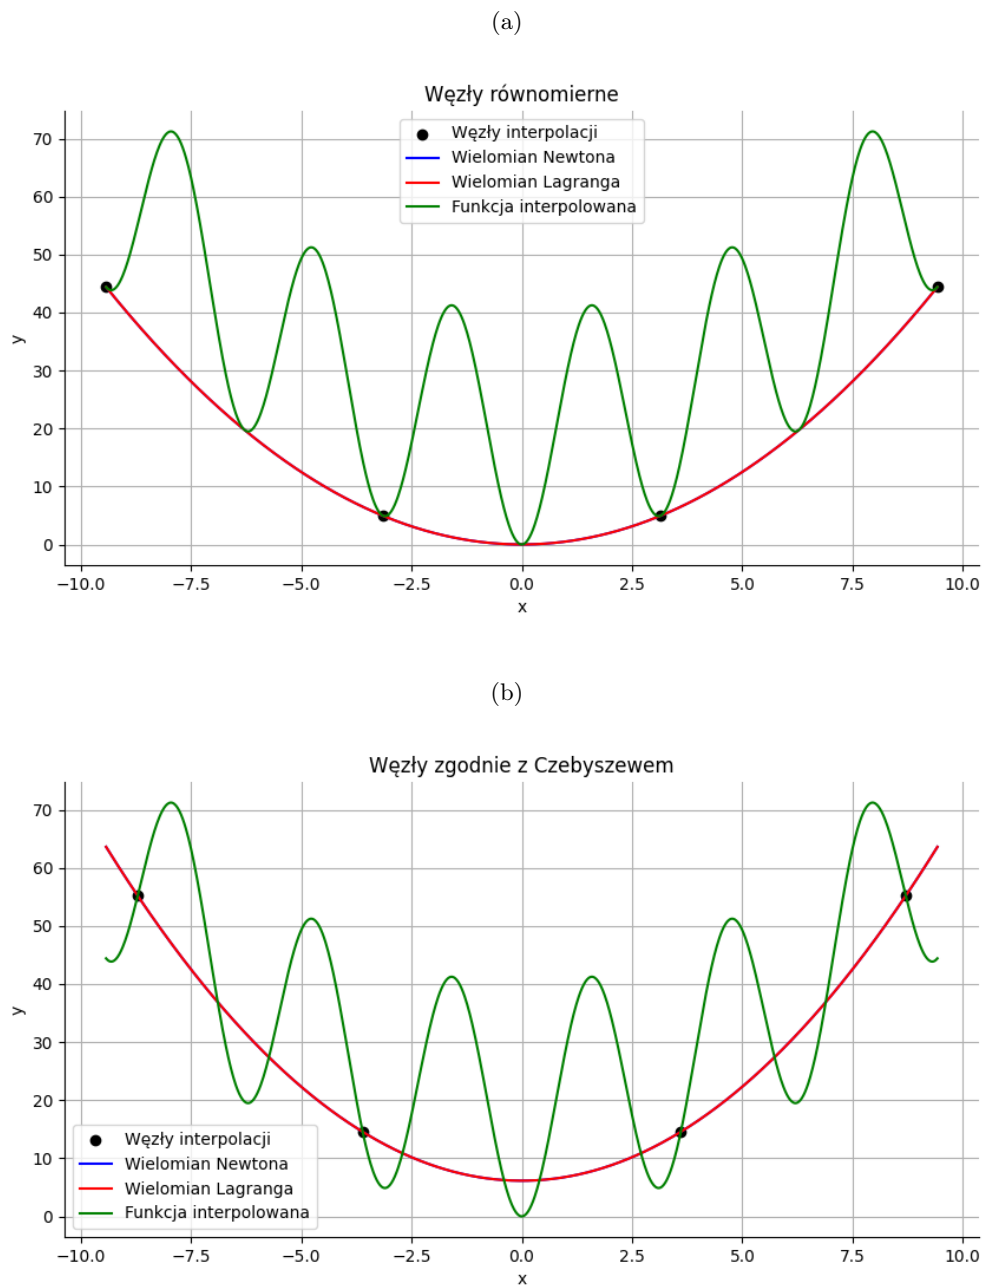 (a)
Węzły równomierne
Węzły interpolacji
Wielomian Newtona
Wielomian Lagranga
Funkcja interpolowana
70
60
50
40
30
20
10
0
y
−10.0 −7.5 −5.0 −2.5 0.0 2.5 5.0 7.5 10.0
x
(b)
Węzły zgodnie z Czebyszewem
70
60
50
40
30
20
10
0
y
Węzły interpolacji
Wielomian Newtona
Wielomian Lagranga
Funkcja interpolowana
−10.0 −7.5 −5.0 −2.5 0.0 2.5 5.0 7.5 10.0
x